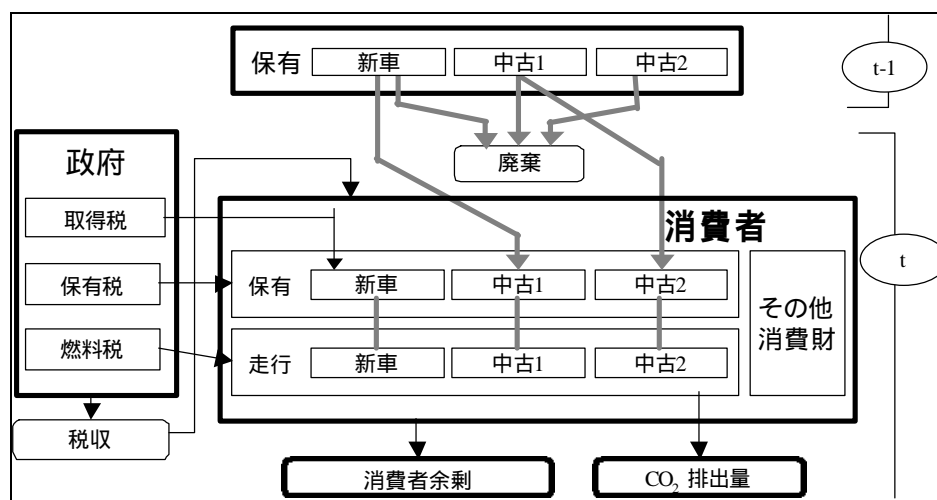 保有
新車
中古1
中古2
t-1
廃棄
政府
取得税
保有税
燃料税
税収
消費者
保有
新車
中古1
中古2
走行
新車
中古1
中古2
その他
消費財
t
消費者余剰
CO₂ 排出量